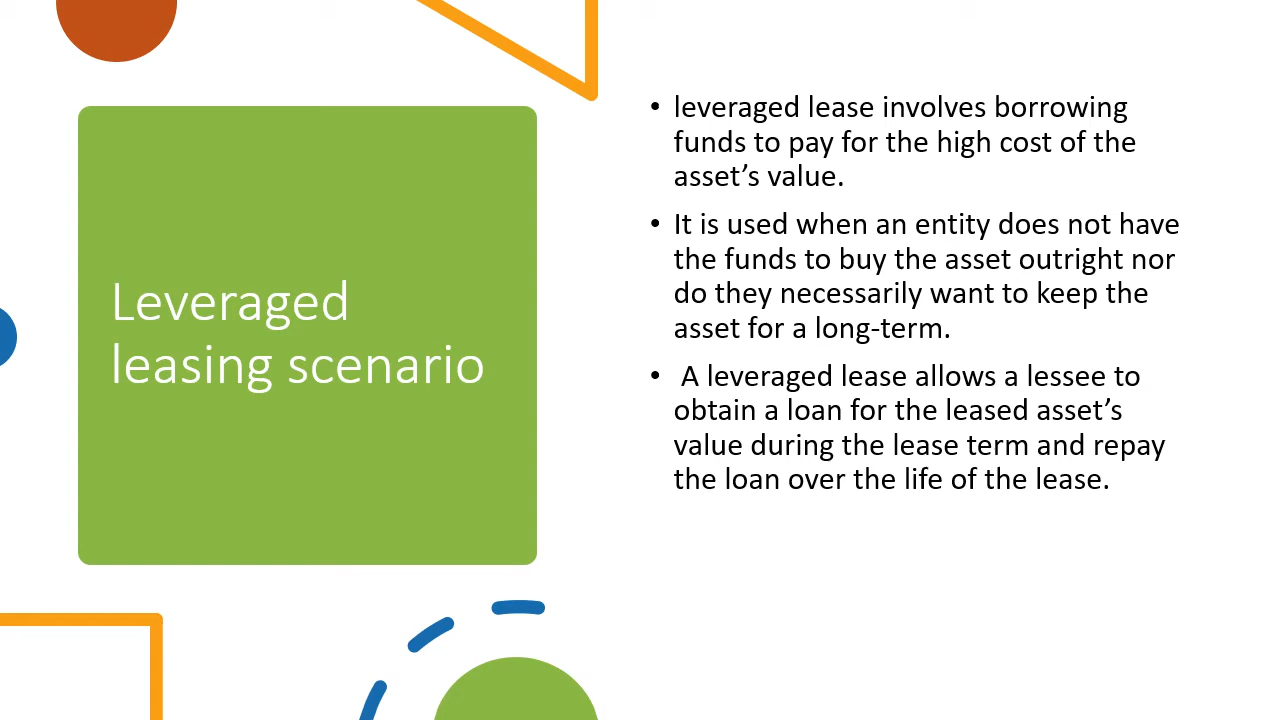 Leveraged
leasing scenario
• leveraged lease involves borrowing
funds to pay for the high cost of the
asset’s value.
• It is used when an entity does not have
the funds to buy the asset outright nor
do they necessarily want to keep the
asset for a long-term.
• A leveraged lease allows a lessee to
obtain a loan for the leased asset’s
value during the lease term and repay
the loan over the life of the lease.